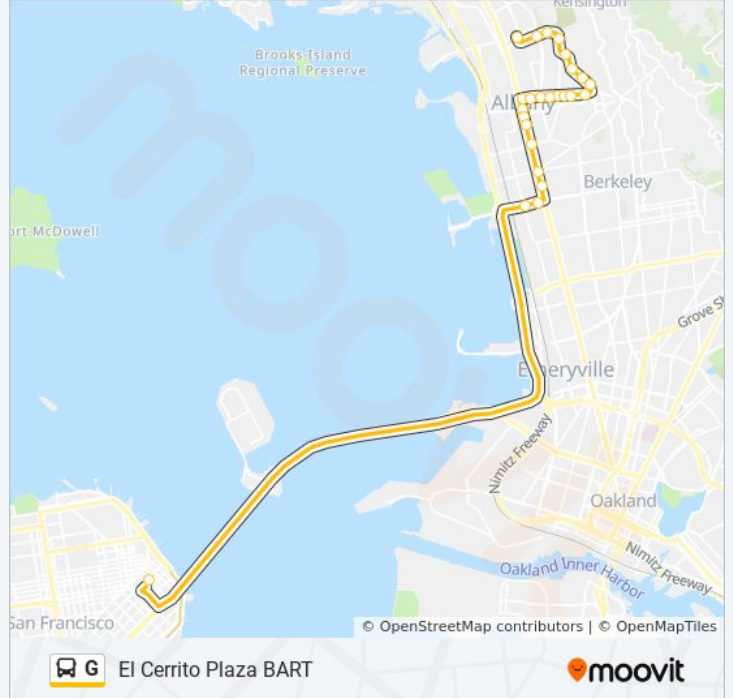 Kensington
Brooks Island
Regional Preserve
Albany
Berkeley
ort McDowell
Grove St
Emeryville
Nimitz Freeway
Oakland
Oakland Inner Harbor
Nimitz Freeway
San Francisco
© OpenStreetMap contributors | © OpenMapTiles
G El Cerrito Plaza BART
moovit